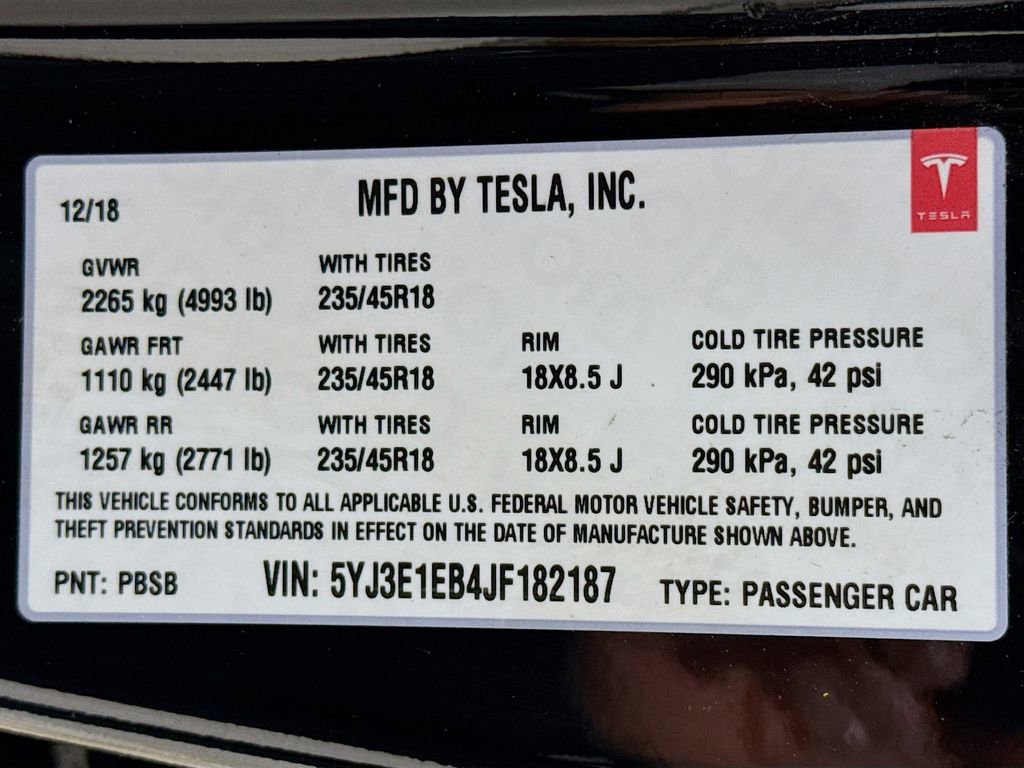 12/18 MFD BY TESLA, INC.
TESLA
GVWR WITH TIRES
2265 kg (4993 lb) 235/45R18
GAWR FRT WITH TIRES RIM COLD TIRE PRESSURE
1110 kg (2447 lb) 235/45R18 18X8.5 J 290 kPa, 42 psi
GAWR RR WITH TIRES RIM COLD TIRE PRESSURE
1257 kg (2771 lb) 235/45R18 18X8.5 J 290 kPa, 42 psi
THIS VEHICLE CONFORMS TO ALL APPLICABLE U.S. FEDERAL MOTOR VEHICLE SAFETY, BUMPER, AND
THEFT PREVENTION STANDARDS IN EFFECT ON THE DATE OF MANUFACTURE SHOWN ABOVE.
PNT: PBSB VIN: 5YJ3E1EB4JF182187 TYPE: PASSENGER CAR